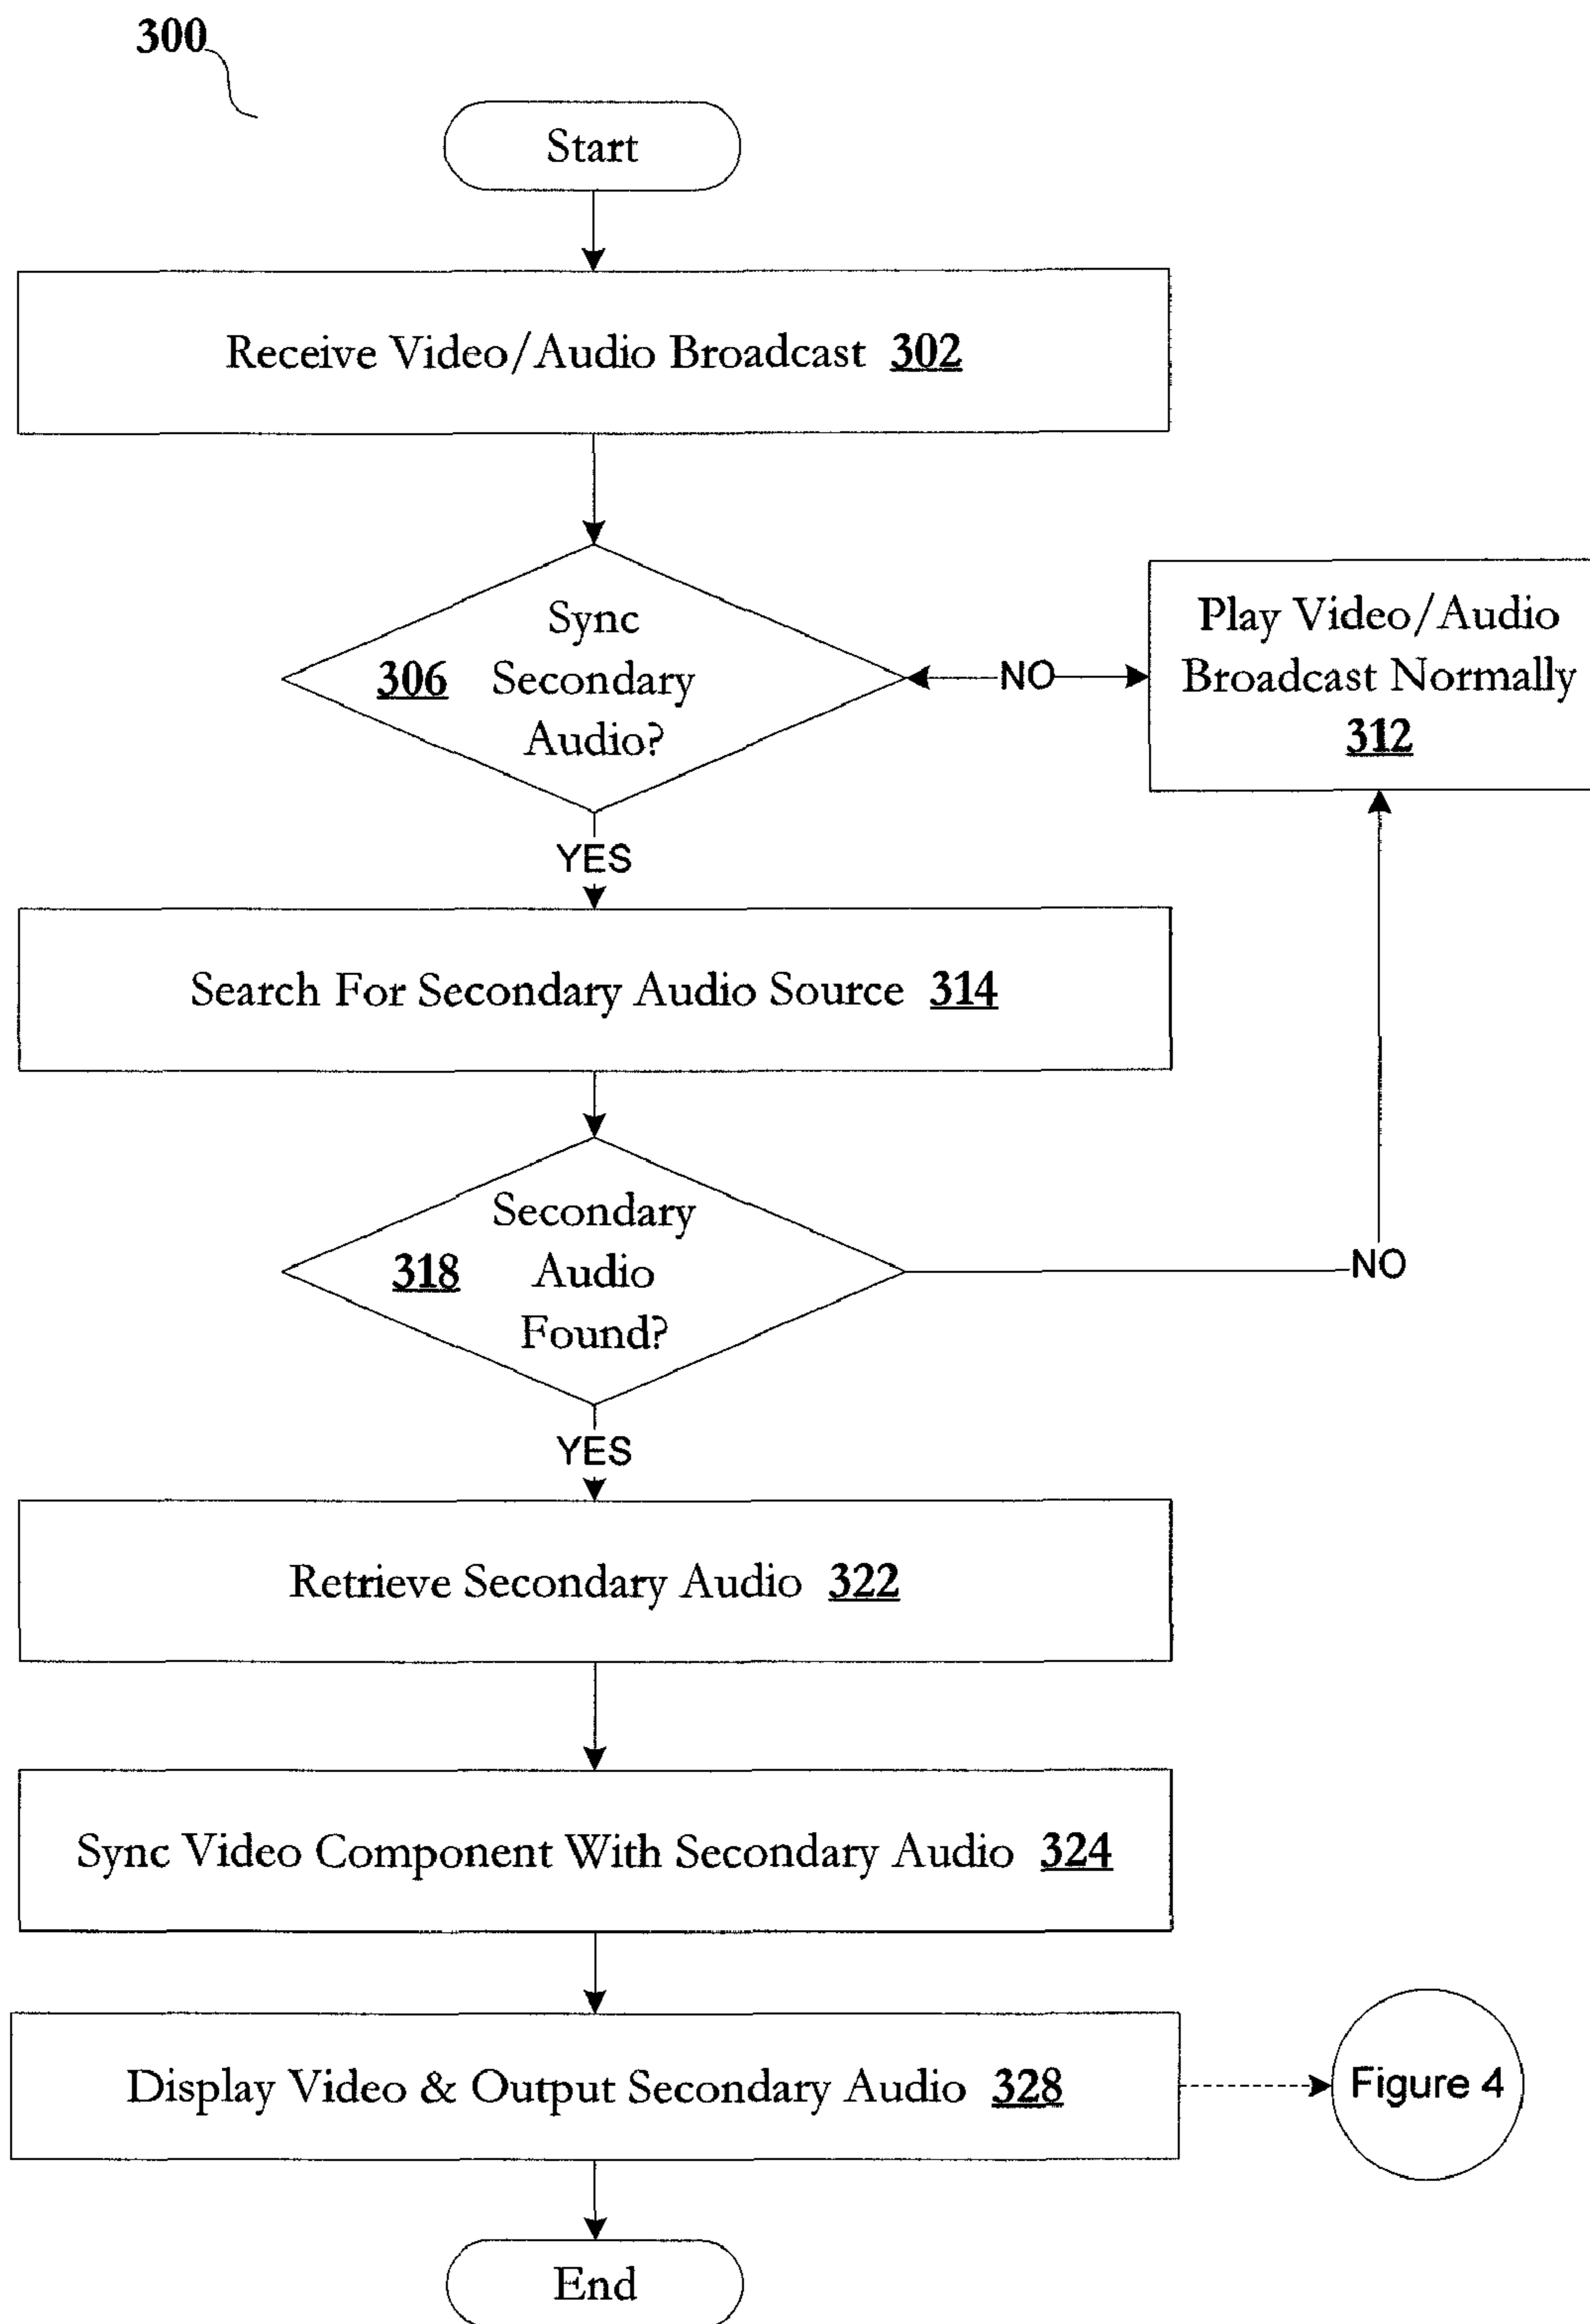 300
Start
Receive Video/Audio Broadcast 302
Sync
306 Secondary
Audio?
NO
Play Video/Audio
Broadcast Normally
312
YES
Search For Secondary Audio Source 314
Secondary
318 Audio
Found?
NO
YES
Retrieve Secondary Audio 322
Sync Video Component With Secondary Audio 324
Display Video & Output Secondary Audio 328
Figure 4
End